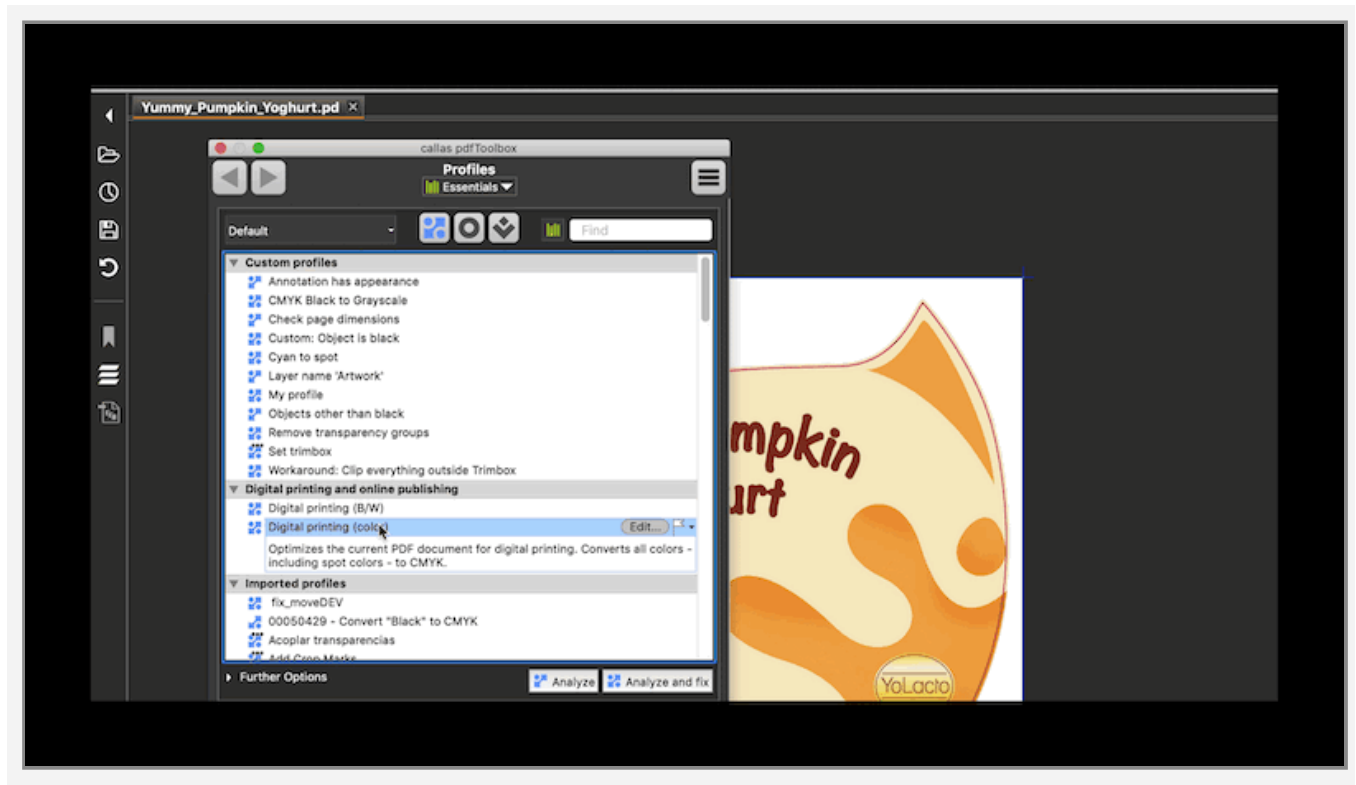 Yummy_Pumpkin_Yoghurt.pd ×
callas pdfToolbox
Profiles
Essentials
Default
Find
Custom profiles
Annotation has appearance
CMYK Black to Grayscale
Check page dimensions
Custom: Object is black
Cyan to spot
Layer name 'Artwork'
My profile
Objects other than black
Remove transparency groups
Set trimbox
Workaround: Clip everything outside Trimbox
Digital printing and online publishing
Digital printing (B/W)
Digital printing (color)
Edit...
Optimizes the current PDF document for digital printing. Converts all colors -
including spot colors - to CMYK.
Imported profiles
fix_moveDEV
00050429 - Convert "Black" to CMYK
Acoplar transparencias
Add Crop Marks
Further Options
Analyze
Analyze and fix
mpkin
urt
YoLacto